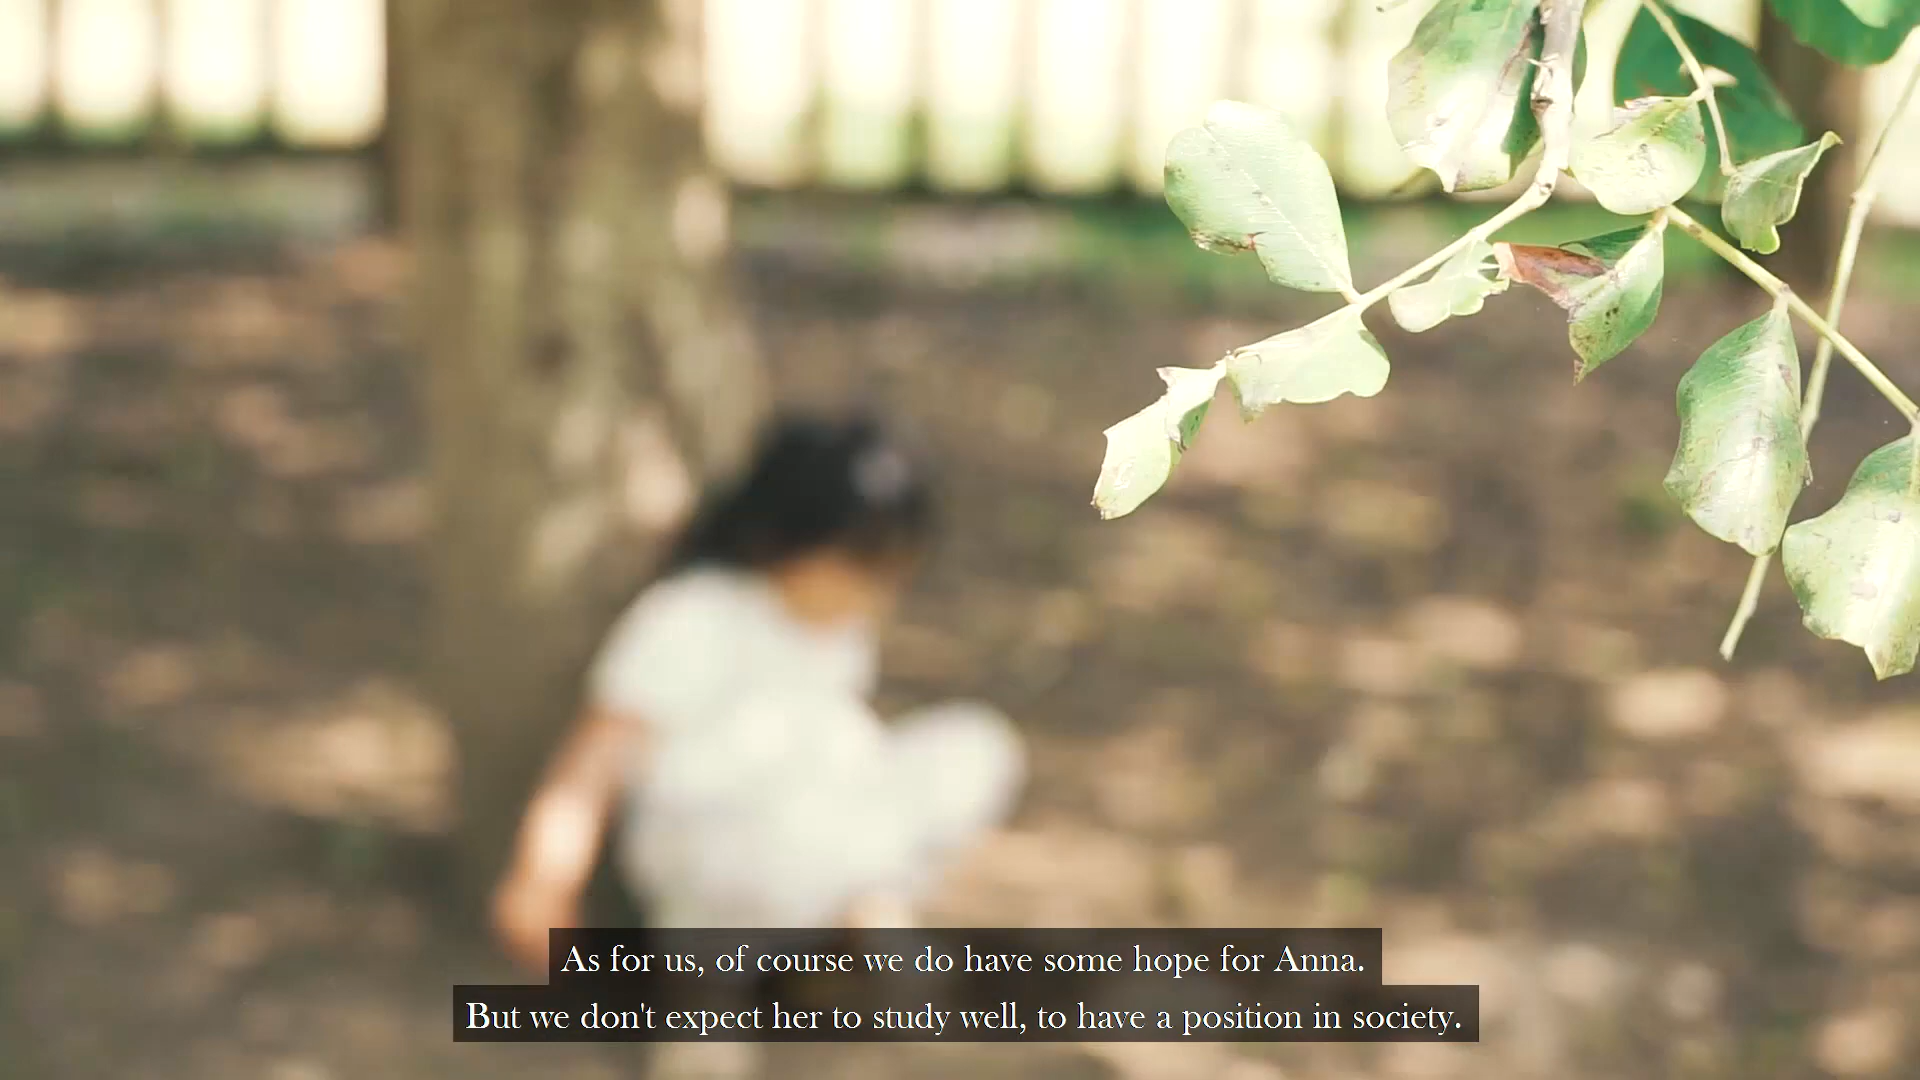 As for us, of course we do have some hope for Anna.
But we don't expect her to study well, to have a position in society.